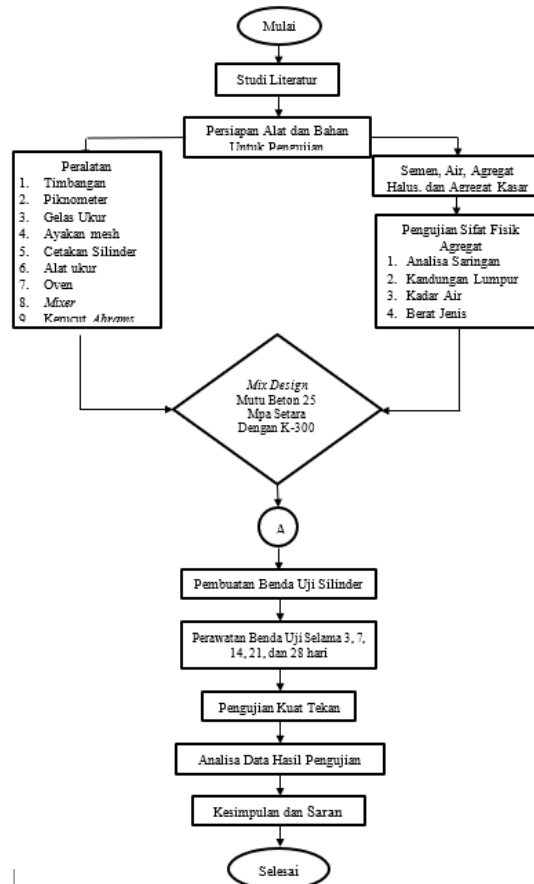 Mulai
Studi Literatur
Persiapan Alat dan Bahan
Untuk Pengujian
Peralatan
1. Timbangan
2. Piknometer
3. Gelas Ukur
4. Ayakan mesh
5. Cetakan Silinder
6. Alat ukur
7. Oven
8. Mixer
9. Kerucut Abrams
Semen, Air, Agregat
Halus, dan Agregat Kasar
Pengujian Sifat Fisik
Agregat
1. Analisa Saringan
2. Kandungan Lumpur
3. Kadar Air
4. Berat Jenis
Mix Design
Mutu Beton 25
Mpa Setara
Dengan K-300
A
Pembuatan Benda Uji Silinder
Perawatan Benda Uji Selama 3, 7,
14, 21, dan 28 hari
Pengujian Kuat Tekan
Analisa Data Hasil Pengujian
Kesimpulan dan Saran
Selesai